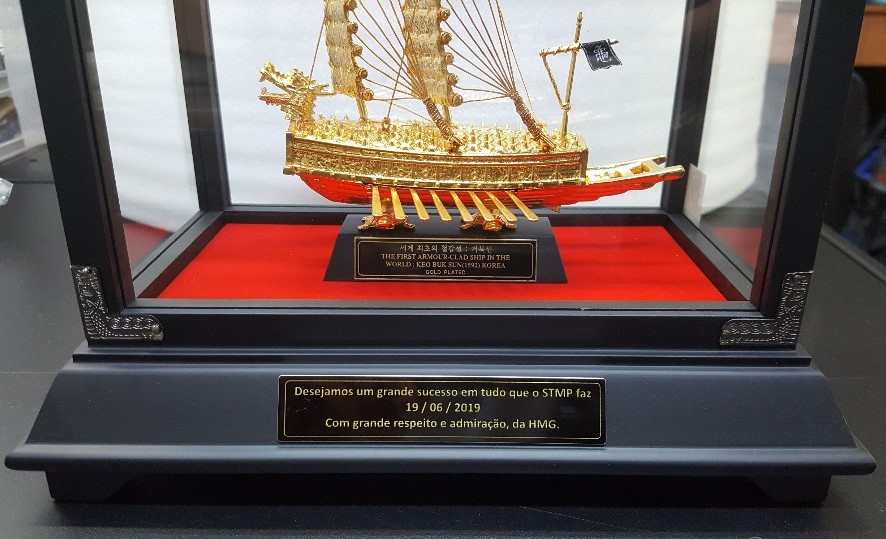 세계 최초의 철갑선 : 거북선
THE FIRST ARMOUR-CLAD SHIP IN THE
WORLD : KEO BUK SUN(1592) KOREA
GOLD PLATED
Desejamos um grande sucesso em tudo que o STMP faz
19 / 06 / 2019
Com grande respeito e admiração, da HMG.